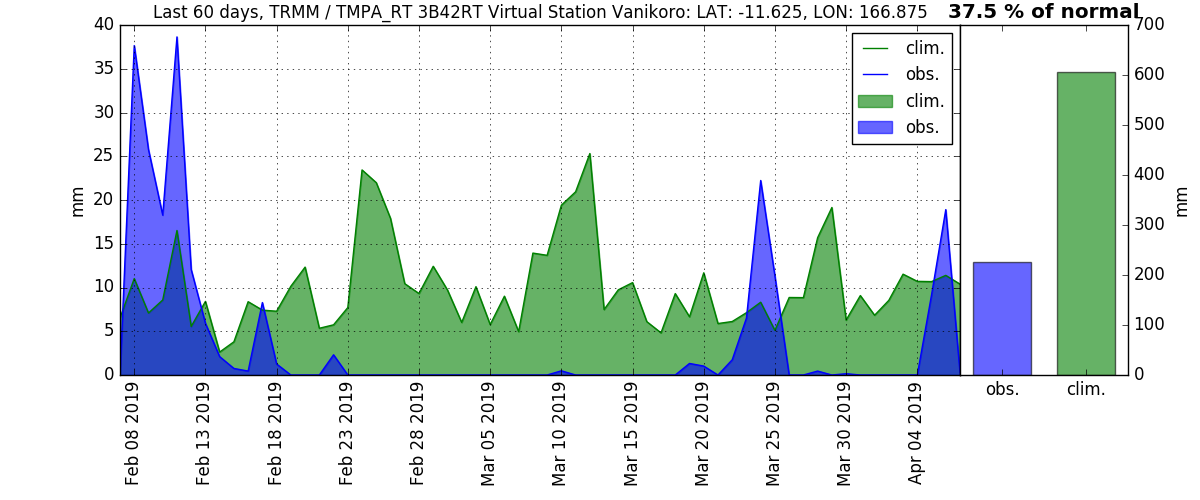 Last 60 days, TRMM / TMPA_RT 3B42RT Virtual Station Vanikoro: LAT: -11.625, LON: 166.875
37.5 % of normal
40
35
30
25
20
15
10
5
0
mm
clim.
obs.
clim.
obs.
700
600
500
400
300
200
100
0
mm
Feb 08 2019
Feb 13 2019
Feb 18 2019
Feb 23 2019
Feb 28 2019
Mar 05 2019
Mar 10 2019
Mar 15 2019
Mar 20 2019
Mar 25 2019
Mar 30 2019
Apr 04 2019
obs.
clim.